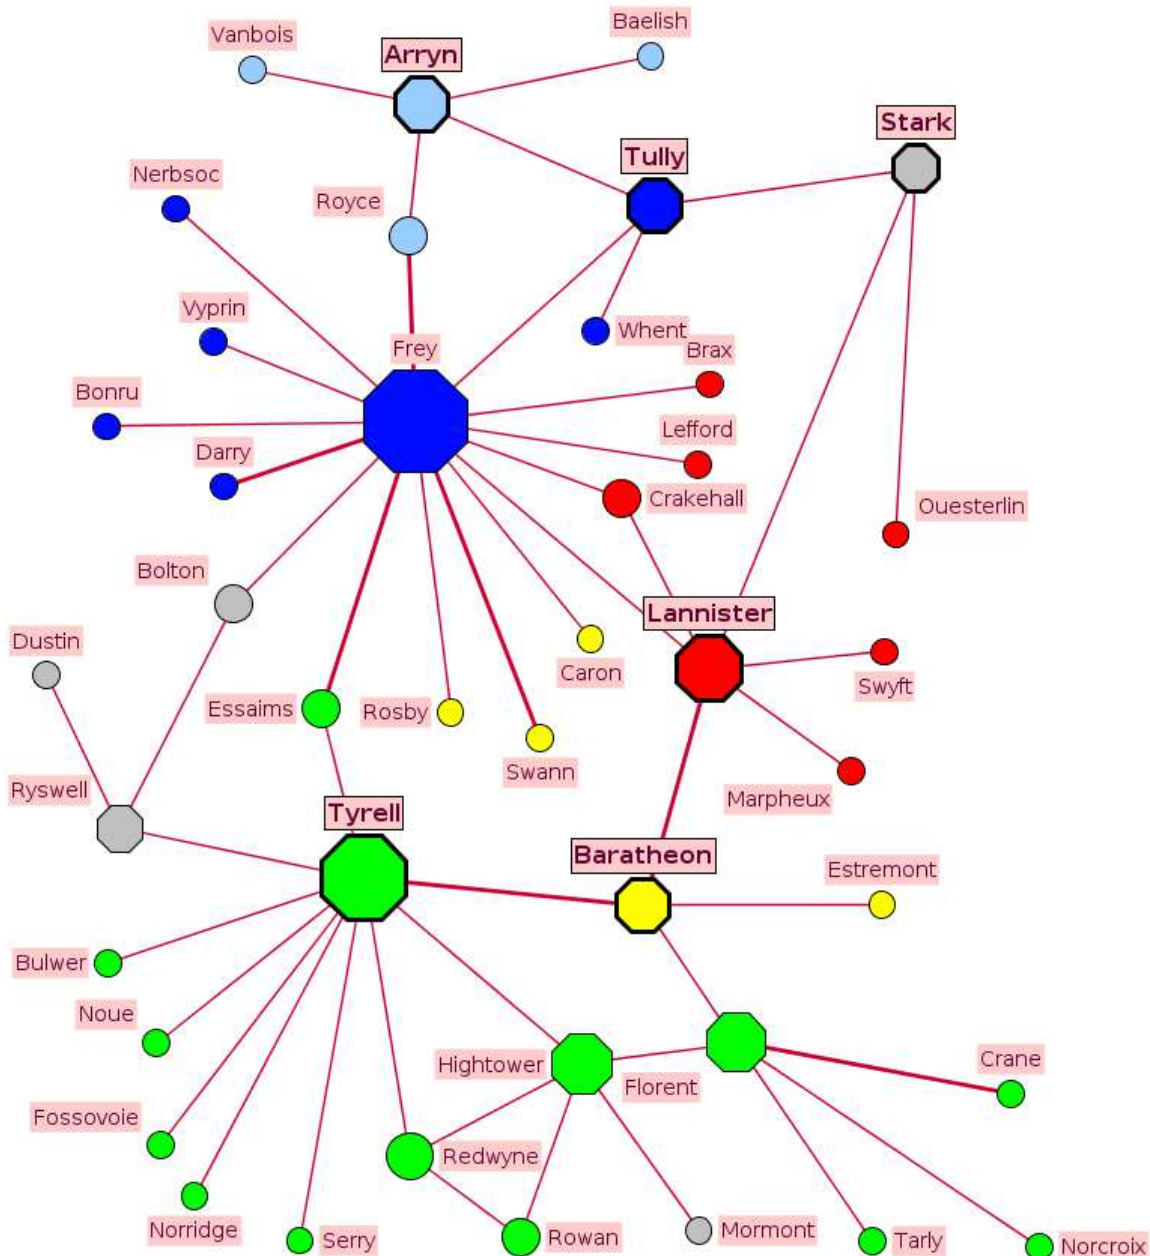 Baelish
Vanbois
Arryn
Stark
Tully
Nerbsoc
Royce
Vyprin
Whent
Frey
Brax
Bonru
Lefford
Darry
Crakehall
Ouesterlin
Bolton
Lannister
Dustin
Caron
Swyft
Essaims
Rosby
Swann
Ryswell
Marpheux
Tyrell
Baratheon
Estremont
Bulwer
Noue
Hightower
Crane
Florent
Fossovoie
Redwyne
Norridge
Serry
Rowan
Mormont
Tarly
Norcroix